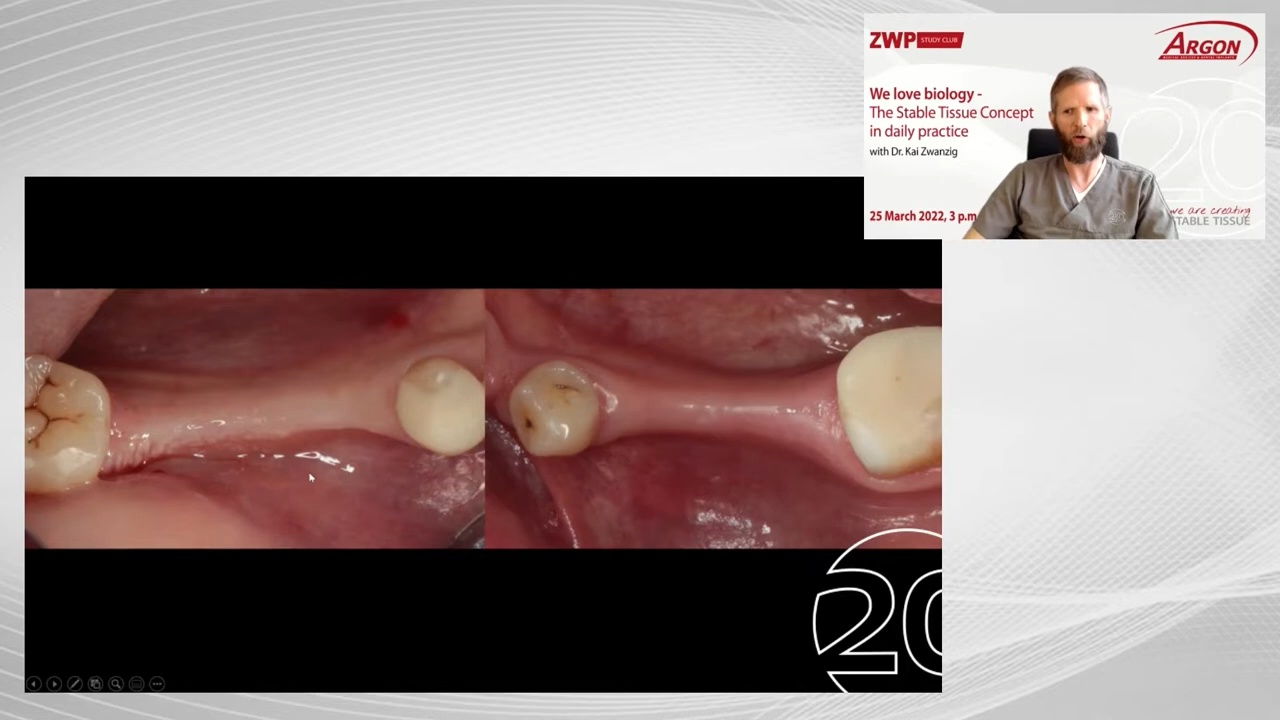 ZWP STUDY CLUB
ARGON
We love biology -
The Stable Tissue Concept
in daily practice
with Dr. Kai Zwanzig
25 March 2022, 3 p.m
we are creating
STABLE TISSUE
20
20